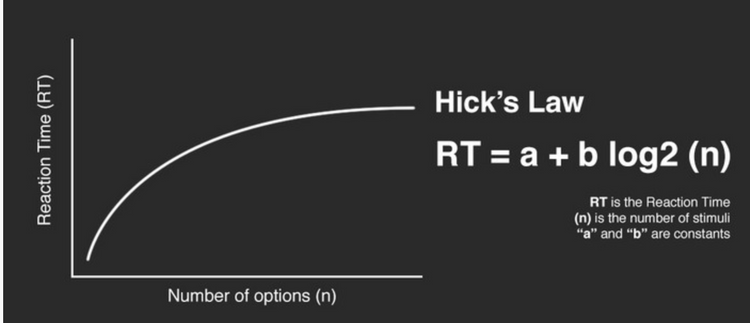 Reaction Time (RT)
Number of options (n)
Hick’s Law
RT = a + b log2 (n)
RT is the Reaction Time
(n) is the number of stimuli
“a” and “b” are constants